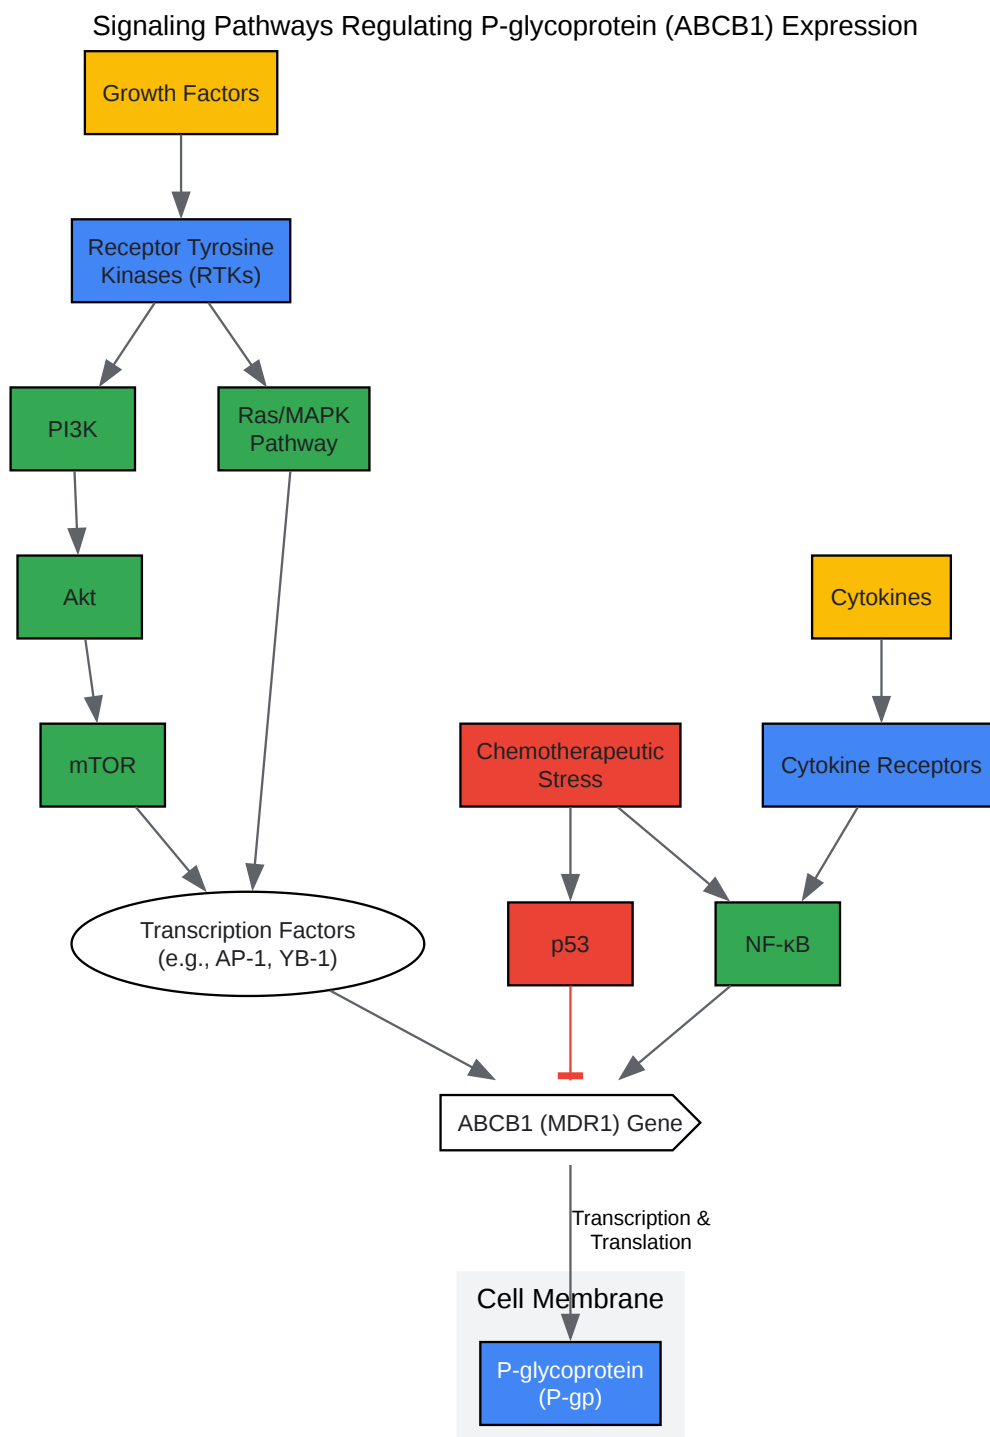 Signaling Pathways Regulating P-glycoprotein (ABCB1) Expression
Growth Factors
Receptor Tyrosine
Kinases (RTKs)
PI3K
Ras/MAPK
Pathway
Akt
Cytokines
mTOR
Chemotherapeutic
Stress
Cytokine Receptors
Transcription Factors
(e.g., AP-1, YB-1)
p53
NF-κB
ABCB1 (MDR1) Gene
Transcription &
Translation
Cell Membrane
P-glycoprotein
(P-gp)